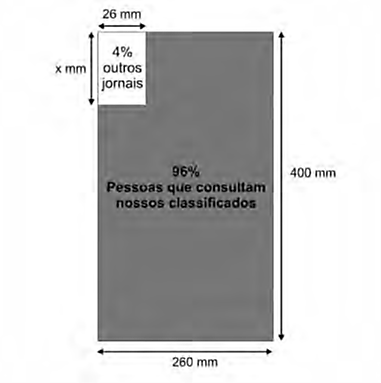 26 mm
4%
outros
jornais
x mm
96%
Pessoas que consultam
nossos classificados
400 mm
260 mm